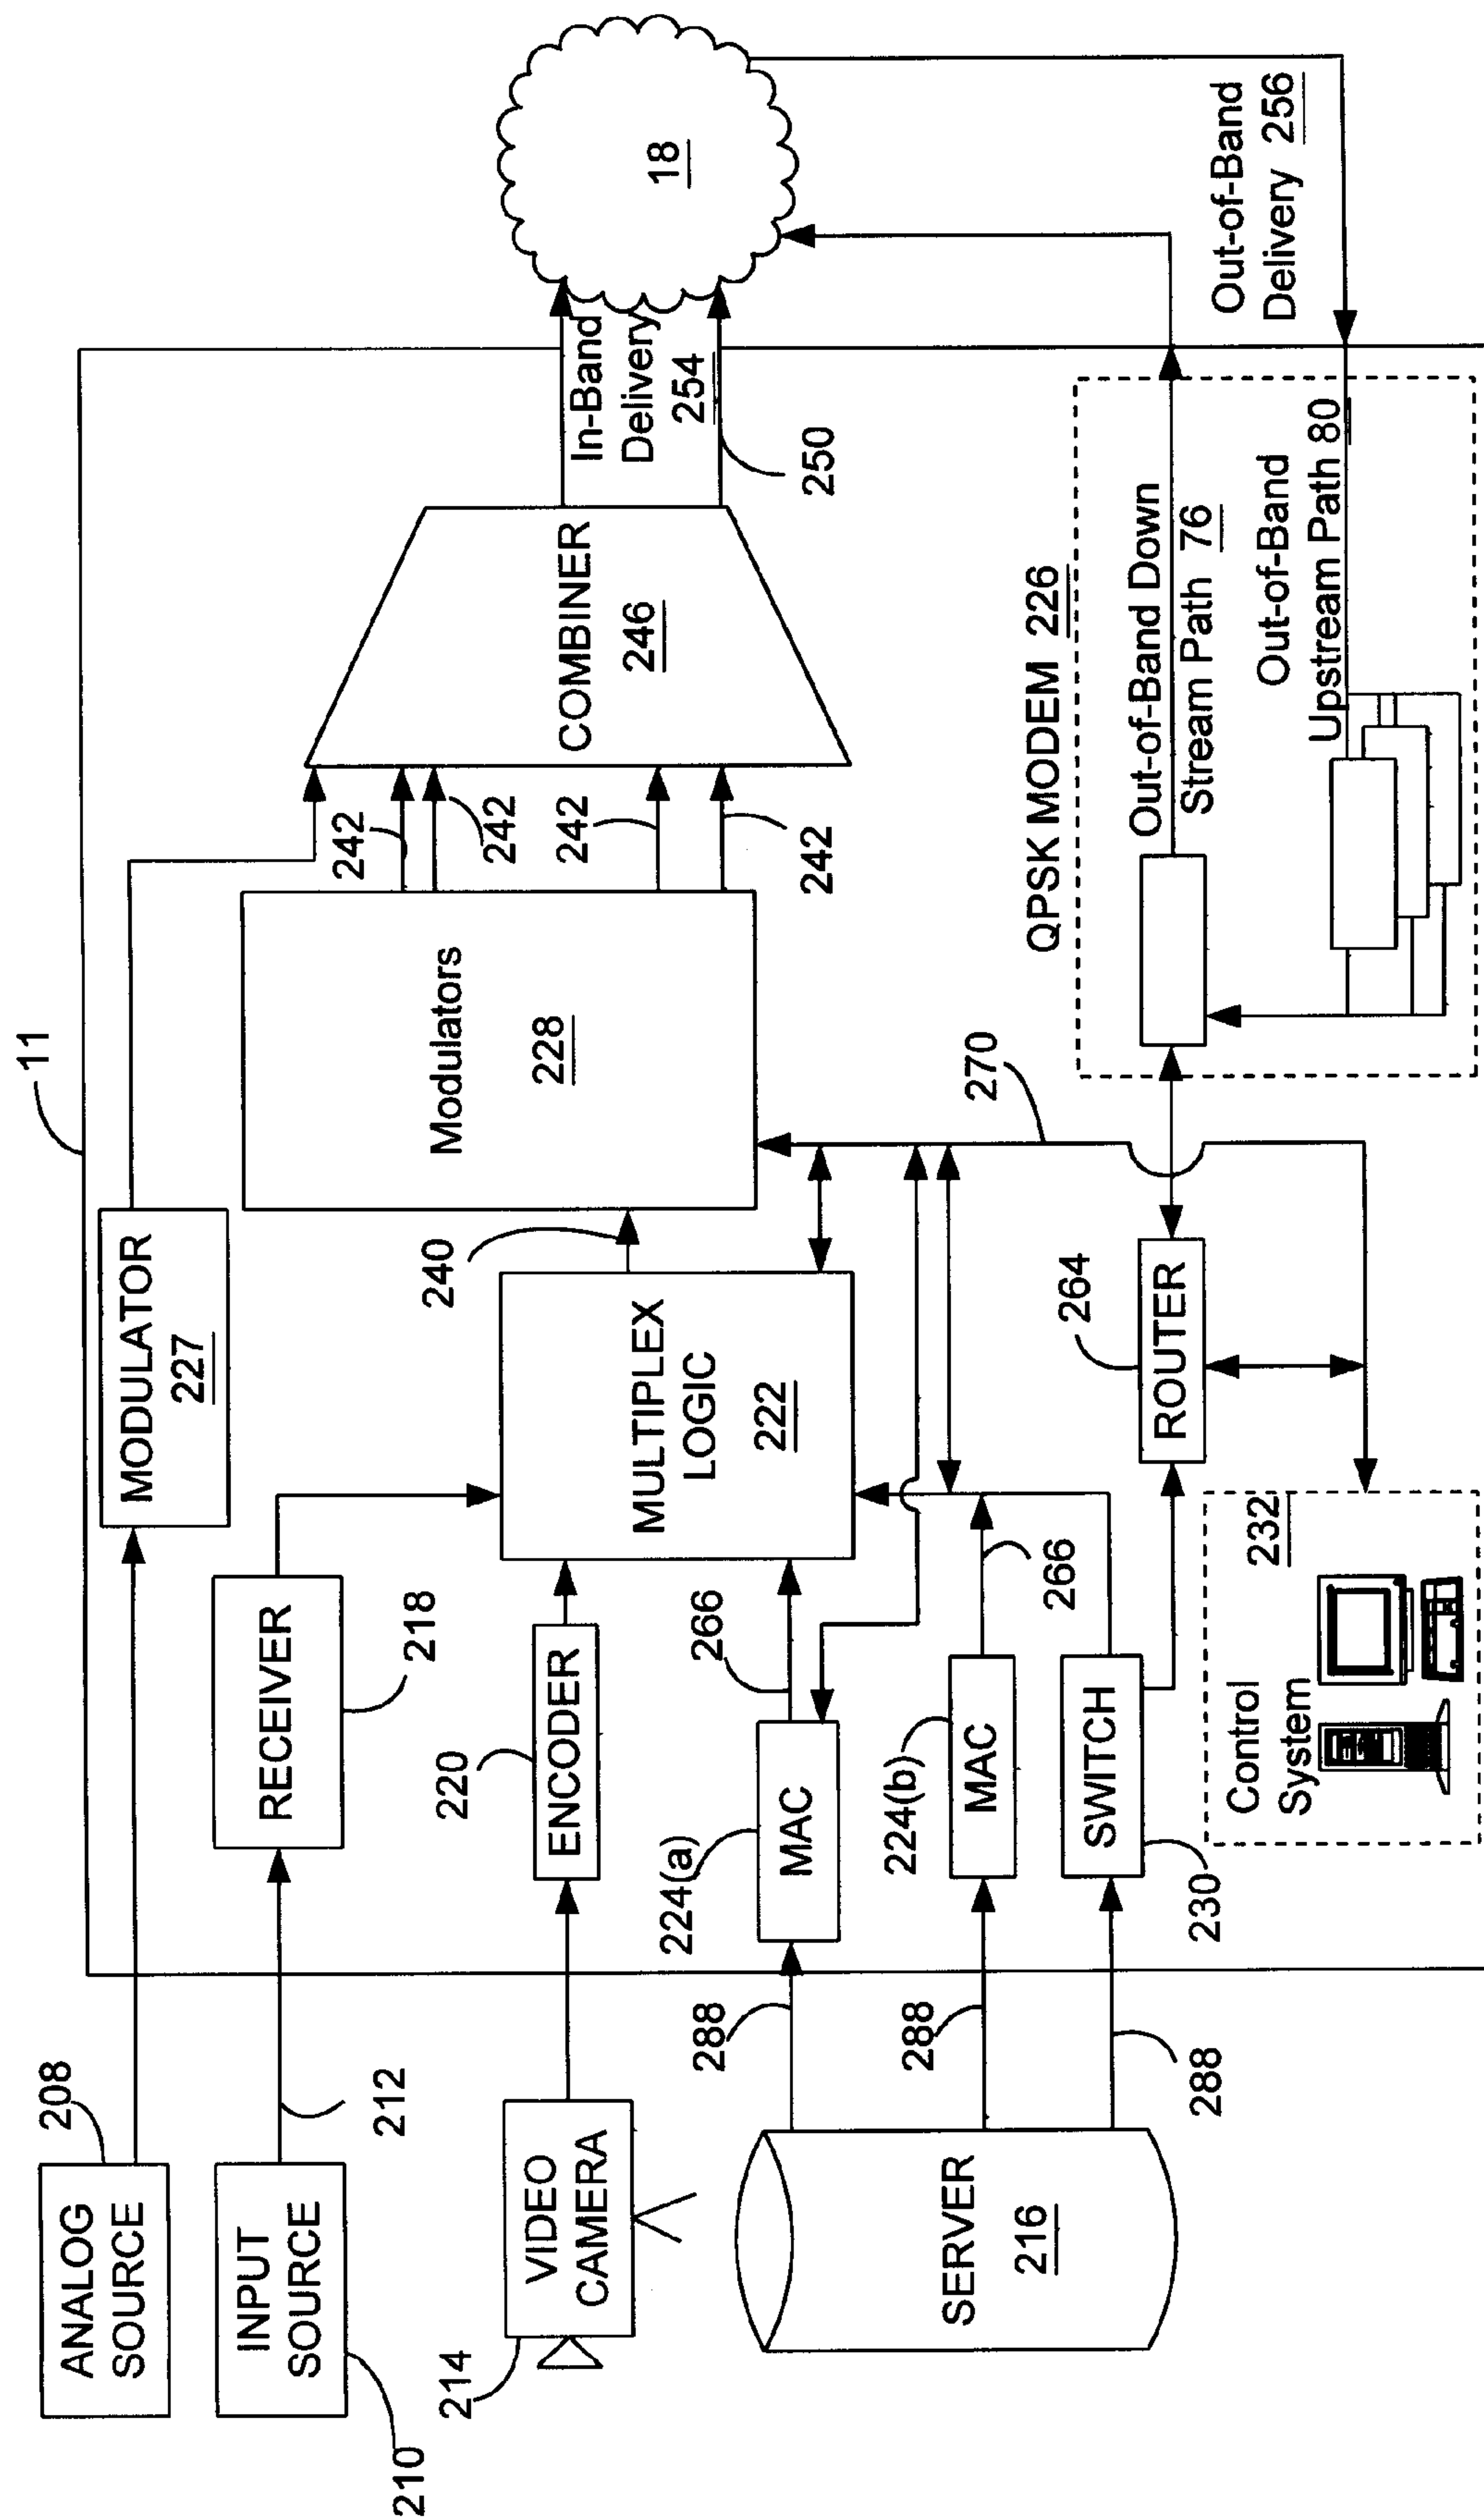 11
ANALOG
SOURCE
208
MODULATOR
227
INPUT
SOURCE
210
212
RECEIVER
218
VIDEO
CAMERA
214
ENCODER
220
MULTIPLEX
LOGIC
222
240
Modulators
228
242
242
242
242
COMBINER
246
In-Band
Delivery
254
250
18
SERVER
216
288
288
288
224(a)
MAC
266
224(b)
MAC
266
SWITCH
230
Control
System
232
ROUTER
264
270
QPSK MODEM 226
Out-of-Band Down
Stream Path 76
Out-of-Band
Upstream Path 80
Out-of-Band
Delivery 256